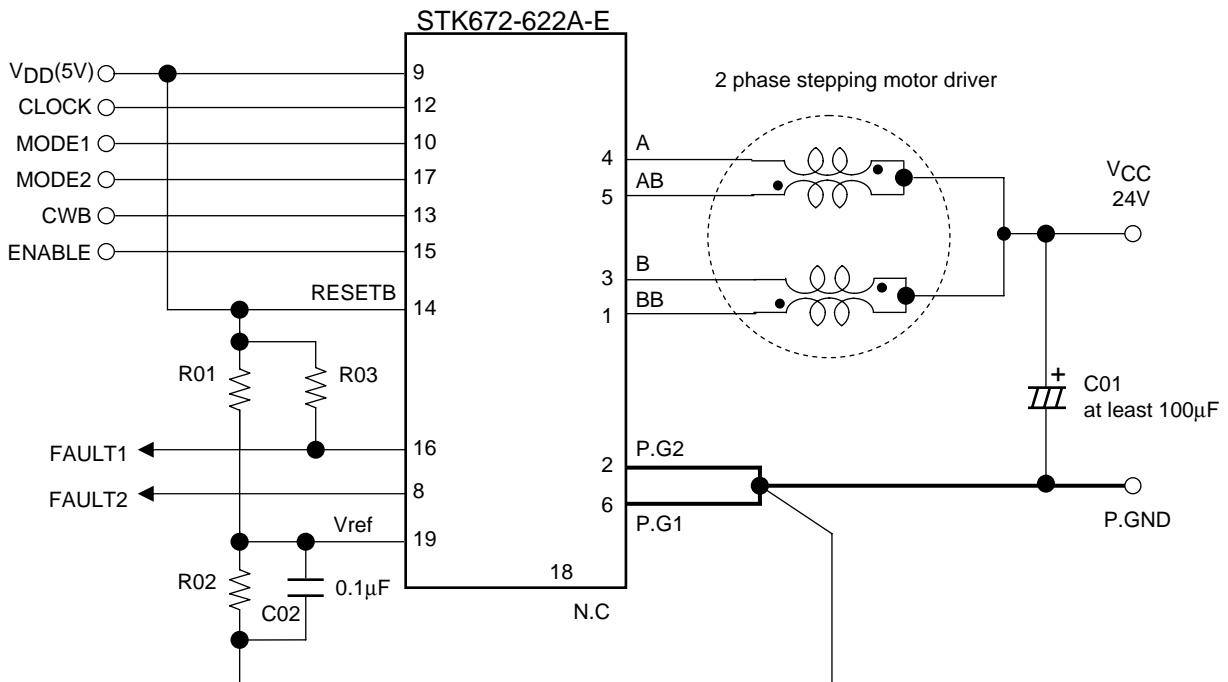 STK672-622A-E
VDD(5V)
9
CLOCK
12
MODE1
10
MODE2
17
CWB
13
ENABLE
15
RESETB
14
R01
R03
FAULT1
16
FAULT2
8
Vref
19
R02
C02
0.1μF
18
N.C
2 phase stepping motor driver
4
A
5
AB
3
B
1
BB
VCC
24V
+
C01
at least 100μF
2
P.G2
6
P.G1
P.GND